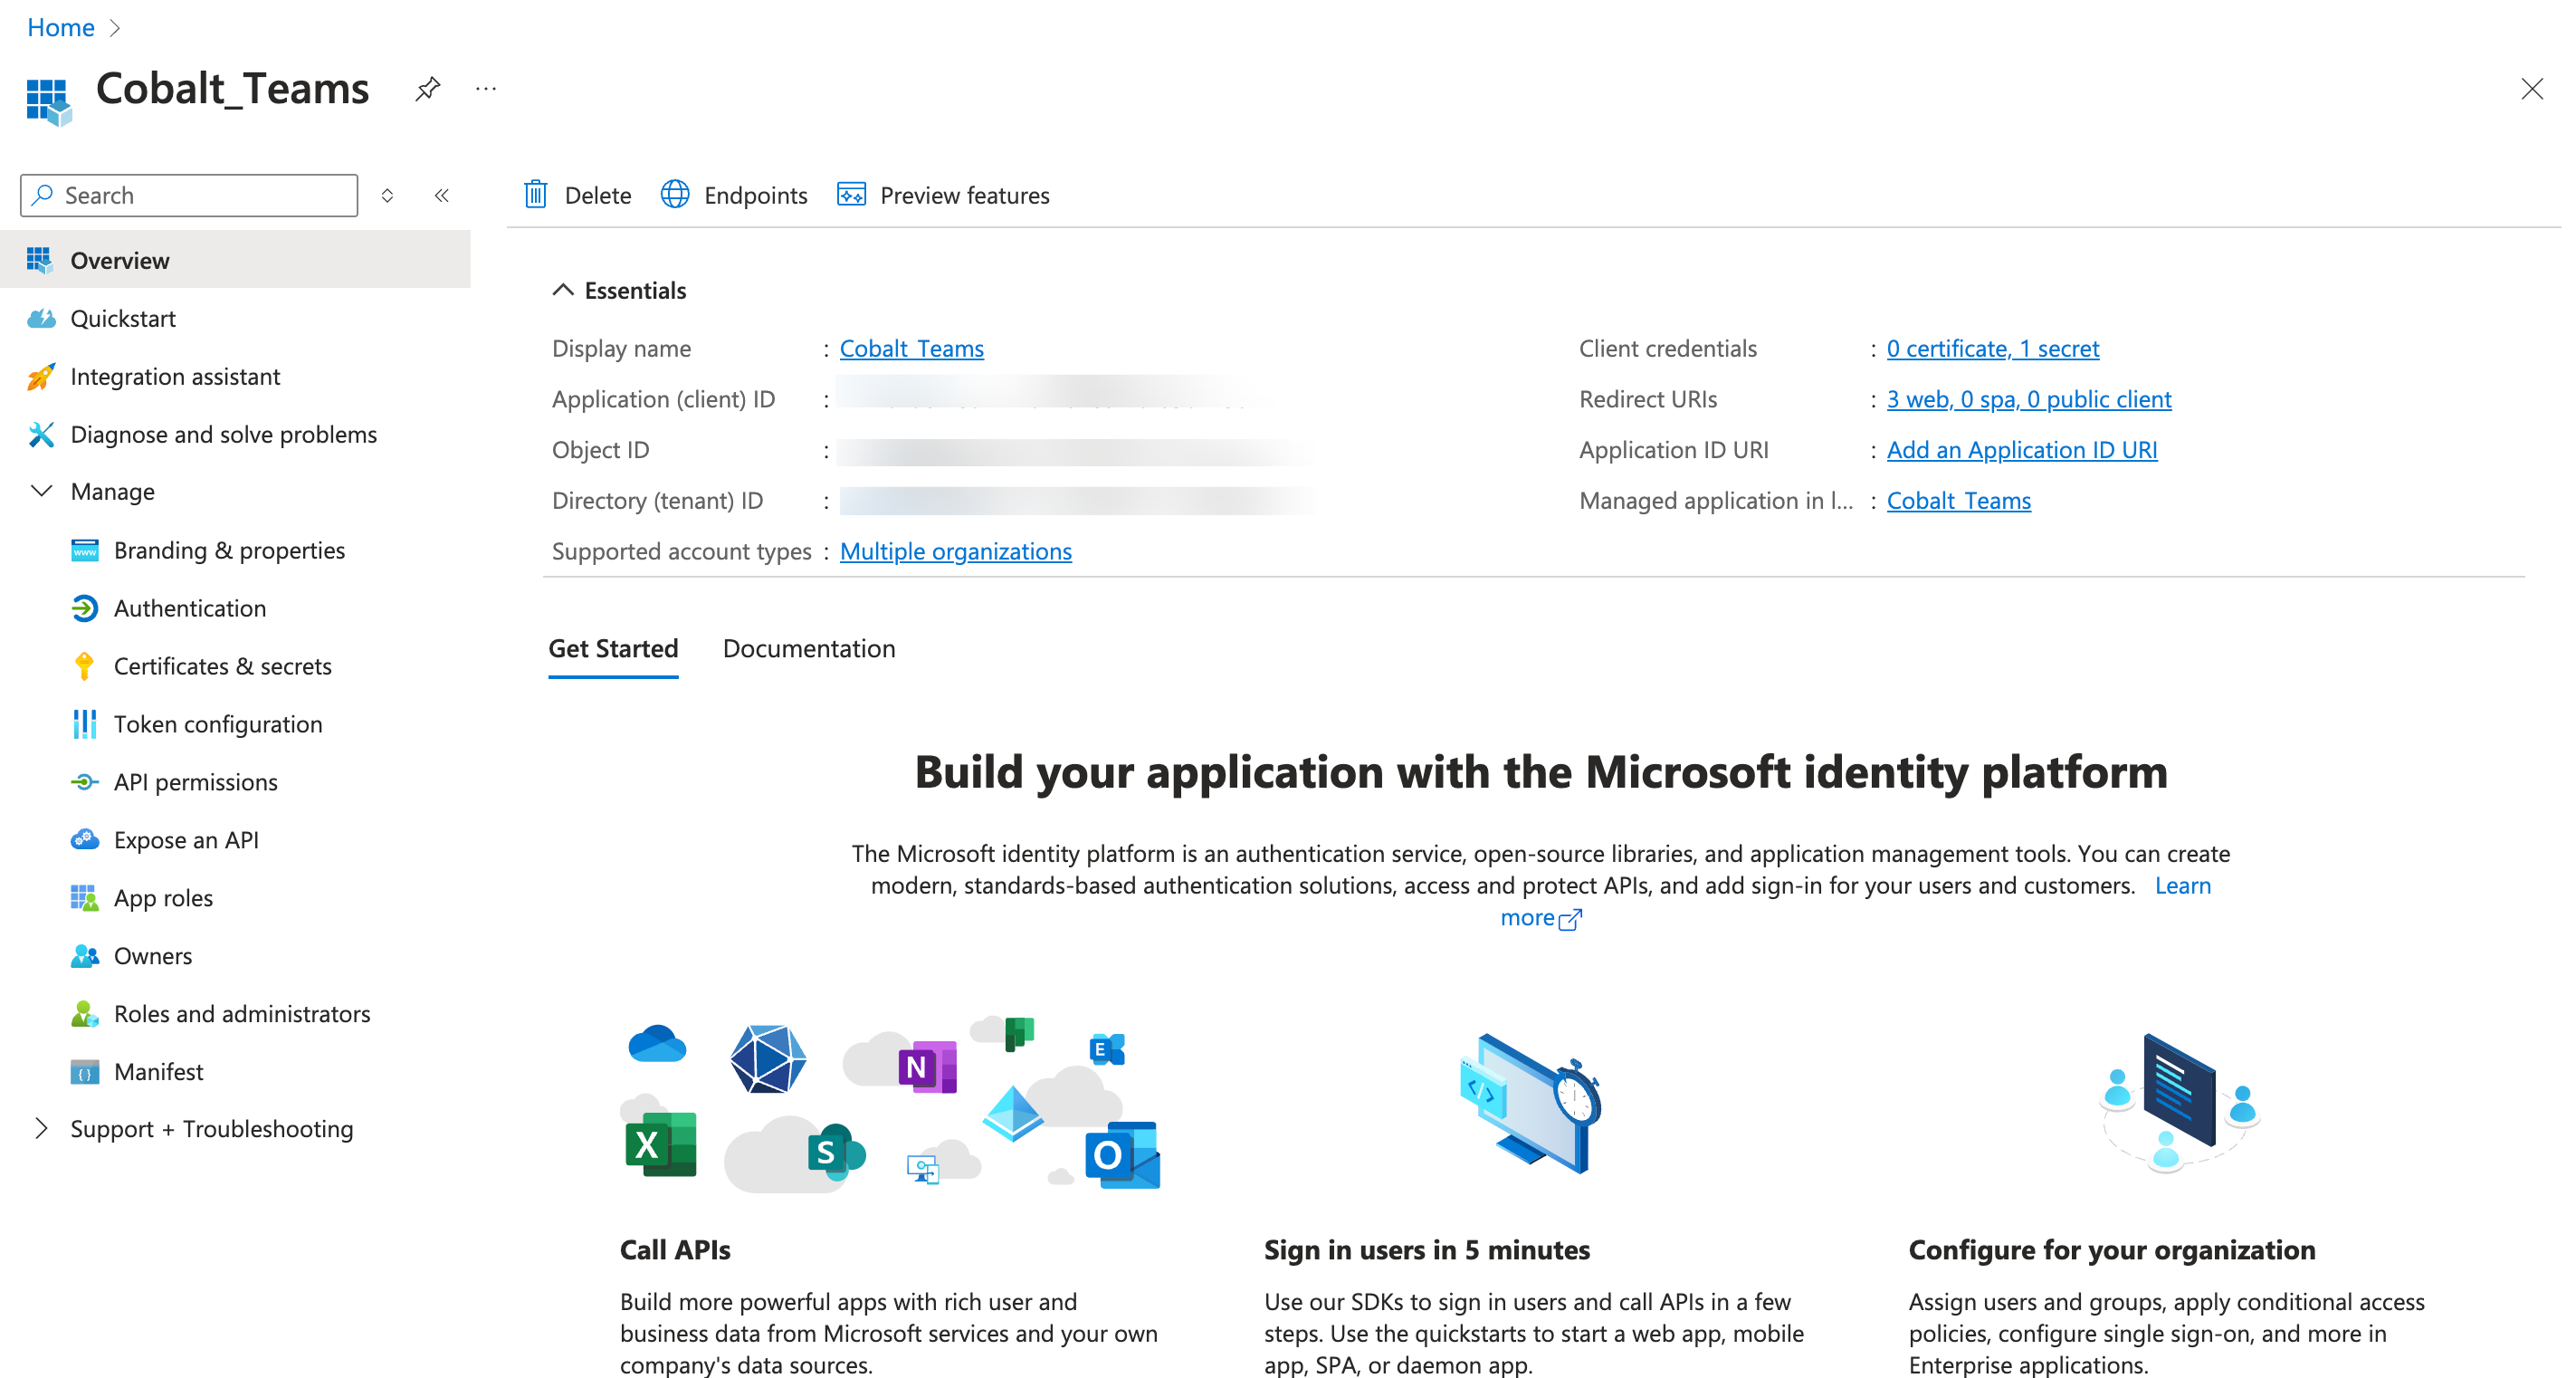 Home
Cobalt_Teams
Search
Delete Endpoints Preview features
Overview
Quickstart
Integration assistant
Diagnose and solve problems
Manage
Branding & properties
Authentication
Certificates & secrets
Token configuration
API permissions
Expose an API
App roles
Owners
Roles and administrators
Manifest
Support + Troubleshooting
Essentials
Display name : Cobalt_Teams
Application (client) ID :
Object ID :
Directory (tenant) ID :
Supported account types : Multiple organizations
Client credentials : 0 certificate, 1 secret
Redirect URIs : 3 web, 0 spa, 0 public client
Application ID URI : Add an Application ID URI
Managed application in l... : Cobalt_Teams
Get Started Documentation
Build your application with the Microsoft identity platform
The Microsoft identity platform is an authentication service, open-source libraries, and application management tools. You can create
modern, standards-based authentication solutions, access and protect APIs, and add sign-in for your users and customers. Learn
more
N
E
X
S
O
Call APIs
Build more powerful apps with rich user and
business data from Microsoft services and your own
company's data sources.
Sign in users in 5 minutes
Use our SDKs to sign in users and call APIs in a few
steps. Use the quickstarts to start a web app, mobile
app, SPA, or daemon app.
Configure for your organization
Assign users and groups, apply conditional access
policies, configure single sign-on, and more in
Enterprise applications.